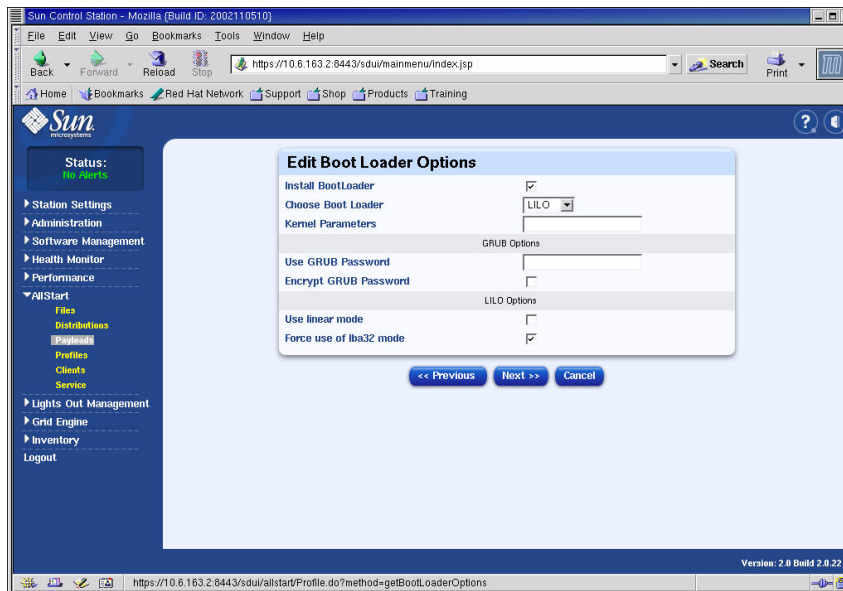 Sun Control Station - Mozilla {Build ID: 2002110510}
File Edit View Go Bookmarks Tools Window Help
Back Forward Reload Stop https://10.6.163.2:8443/sdui/mainmenu/index.jsp Search Print
Home Bookmarks Red Hat Network Support Shop Products Training
Sun
microsystems
?
Status:
No Alerts
Station Settings
Administration
Software Management
Health Monitor
Performance
AllStart
Files
Distributions
Payloads
Profiles
Clients
Service
Lights Out Management
Grid Engine
Inventory
Logout
Edit Boot Loader Options
Install BootLoader
Choose Boot Loader LILO
Kernel Parameters
GRUB Options
Use GRUB Password
Encrypt GRUB Password
LILO Options
Use linear mode
Force use of lba32 mode
<< Previous Next >> Cancel
Version: 2.0 Build 2.0.22
https://10.6.163.2:8443/sdui/allstart/Profile.do?method=getBootLoaderOptions